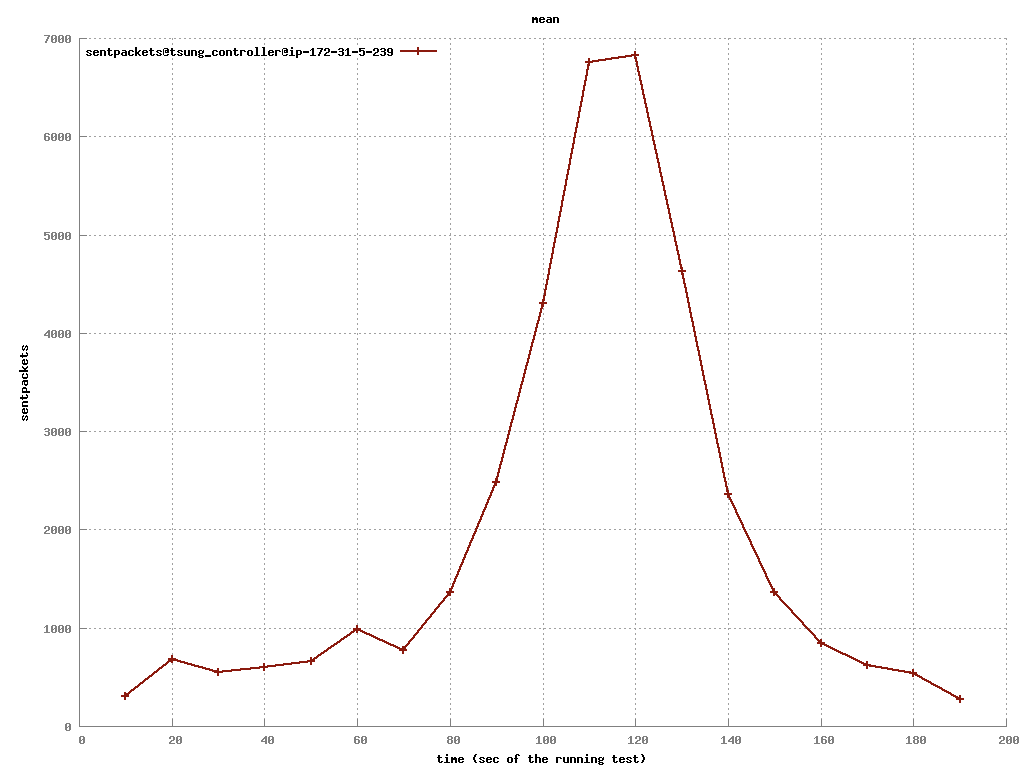 mean
sentpackets@tsung_controller@ip-172-31-5-239
7000
6000
5000
4000
3000
2000
1000
0
sentpackets
0 20 40 60 80 100 120 140 160 180 200
time (sec of the running test)